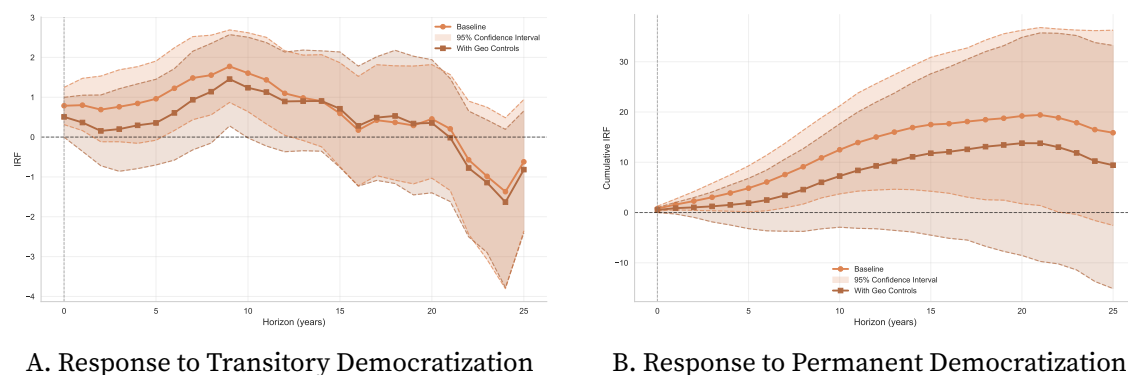 3
2
1
0
−1
−2
−3
−4
IRF
0 5 10 15 20 25
Horizon (years)
Baseline
95% Confidence Interval
With Geo Controls
A. Response to Transitory Democratization
30
20
10
0
−10
Cumulative IRF
0 5 10 15 20 25
Horizon (years)
Baseline
95% Confidence Interval
With Geo Controls
B. Response to Permanent Democratization